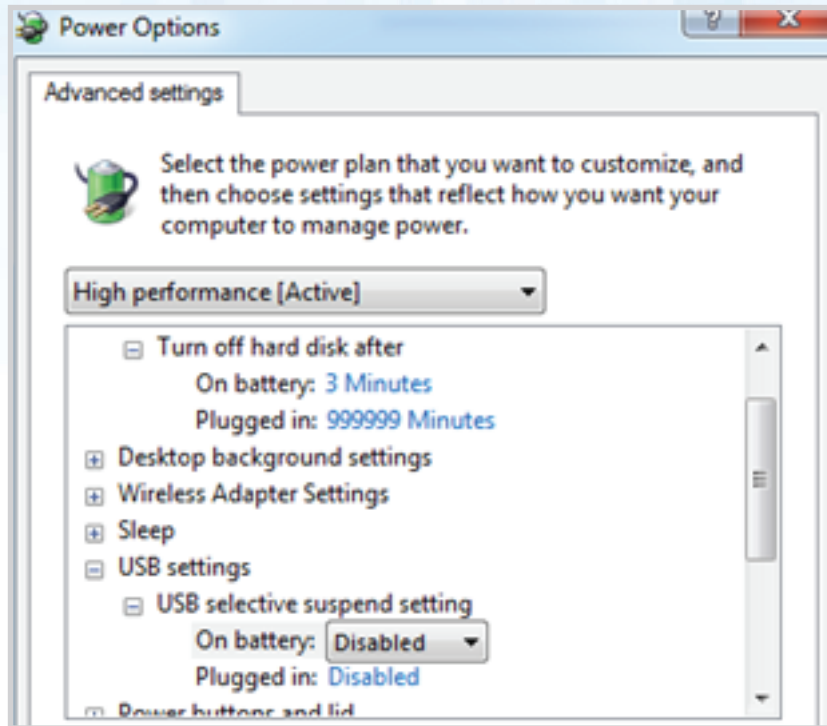 Power Options
Advanced settings
Select the power plan that you want to customize, and
then choose settings that reflect how you want your
computer to manage power.
High performance [Active]
Turn off hard disk after
On battery: 3 Minutes
Plugged in: 999999 Minutes
Desktop background settings
Wireless Adapter Settings
Sleep
USB settings
USB selective suspend setting
On battery: Disabled
Plugged in: Disabled
Power buttons and lid